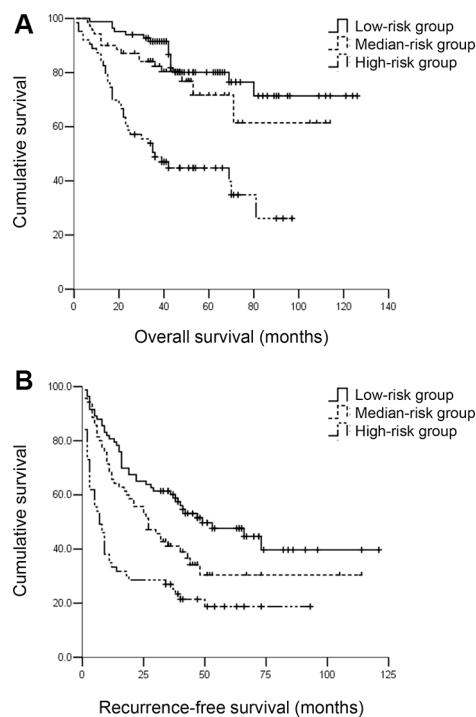 A
Cumulative survival
100
80
60
40
20
0
0 20 40 60 80 100 120 140
Overall survival (months)
Low-risk group
Median-risk group
High-risk group
B
Cumulative survival
100.0
80.0
60.0
40.0
20.0
0.0
0 25 50 75 100 125
Recurrence-free survival (months)
Low-risk group
Median-risk group
High-risk group